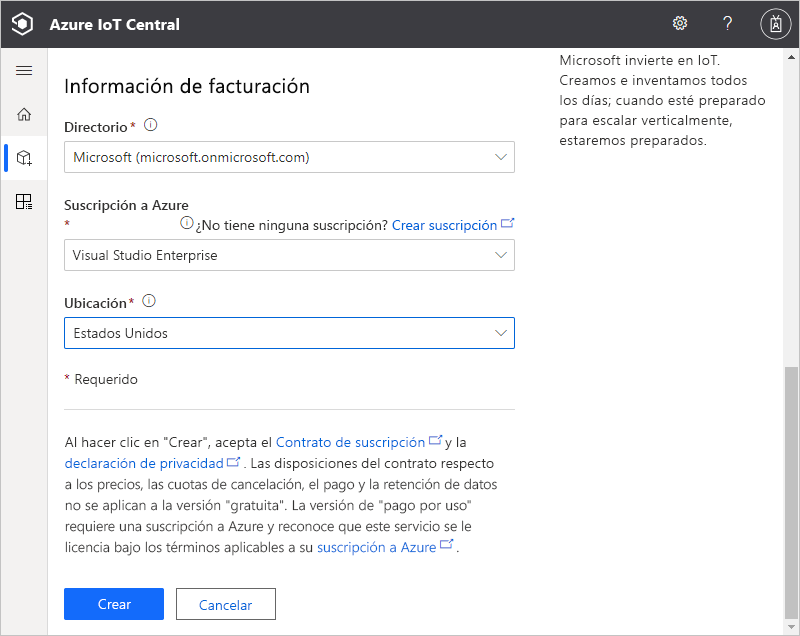 Azure IoT Central
?
Información de facturación
Directorio *
Microsoft (microsoft.onmicrosoft.com)
Suscripción a Azure
* ¿No tiene ninguna suscripción? Crear suscripción
Visual Studio Enterprise
Ubicación *
Estados Unidos
* Requerido
Al hacer clic en "Crear", acepta el Contrato de suscripción y la
declaración de privacidad . Las disposiciones del contrato respecto
a los precios, las cuotas de cancelación, el pago y la retención de datos
no se aplican a la versión "gratuita". La versión de "pago por uso"
requiere una suscripción a Azure y reconoce que este servicio se le
licencia bajo los términos aplicables a su suscripción a Azure .
Crear
Cancelar
Microsoft invierte en IoT.
Creamos e inventamos todos
los días; cuando esté preparado
para escalar verticalmente,
estaremos preparados.